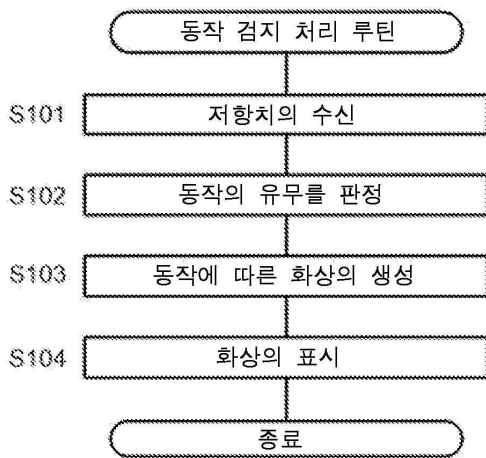 동작 검지 처리 루틴
S101 저항치의 수신
S102 동작의 유무를 판정
S103 동작에 따른 화상의 생성
S104 화상의 표시
종료